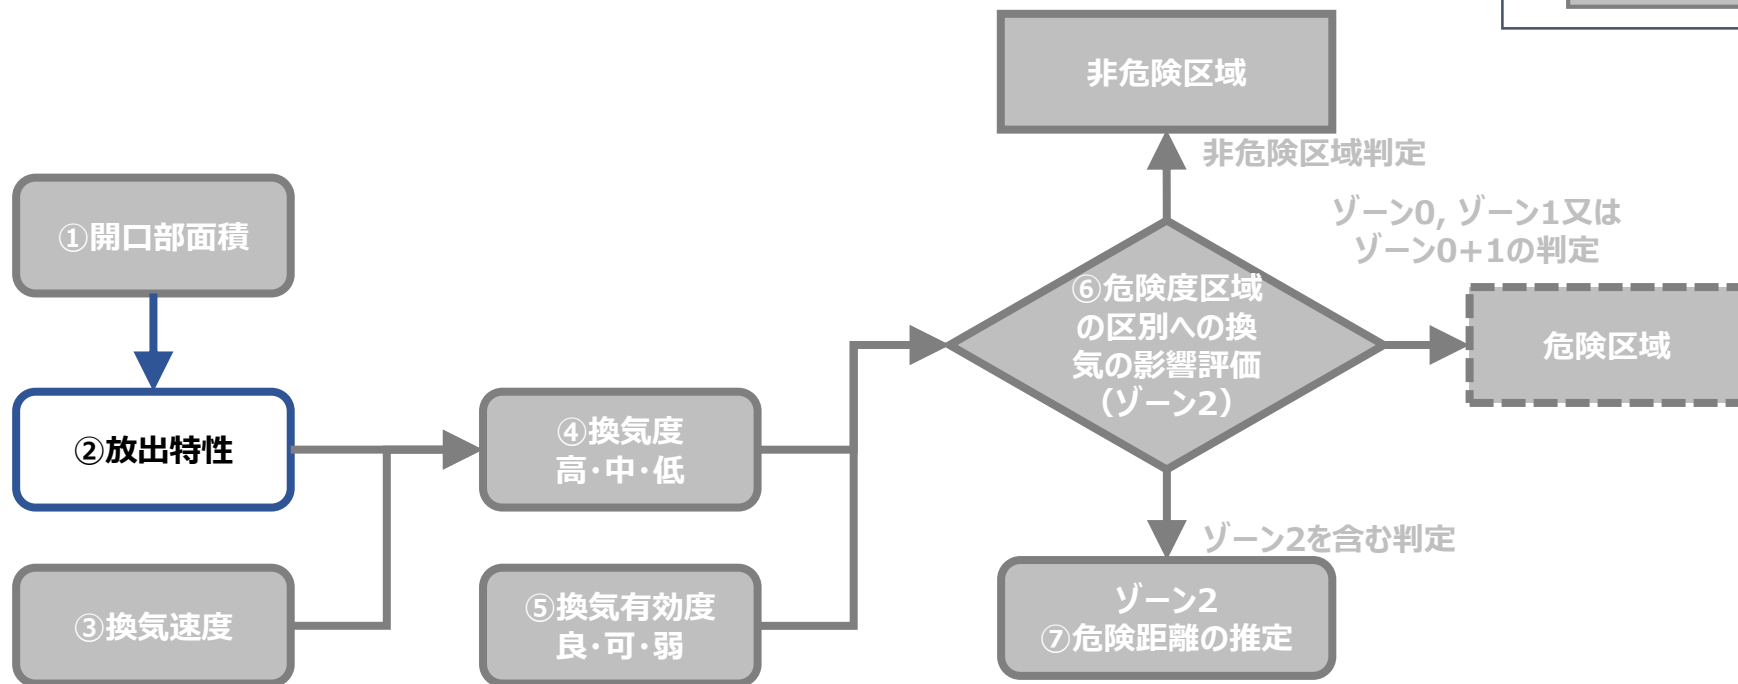 非危険区域
非危険区域判定
ゾーン0, ゾーン1又は
ゾーン0+1の判定
①開口部面積
⑥危険度区域
の区別への換
気の影響評価
（ゾーン2）
危険区域
②放出特性
④換気度
高・中・低
ゾーン2を含む判定
③換気速度
⑤換気有効度
良・可・弱
ゾーン2
⑦危険距離の推定